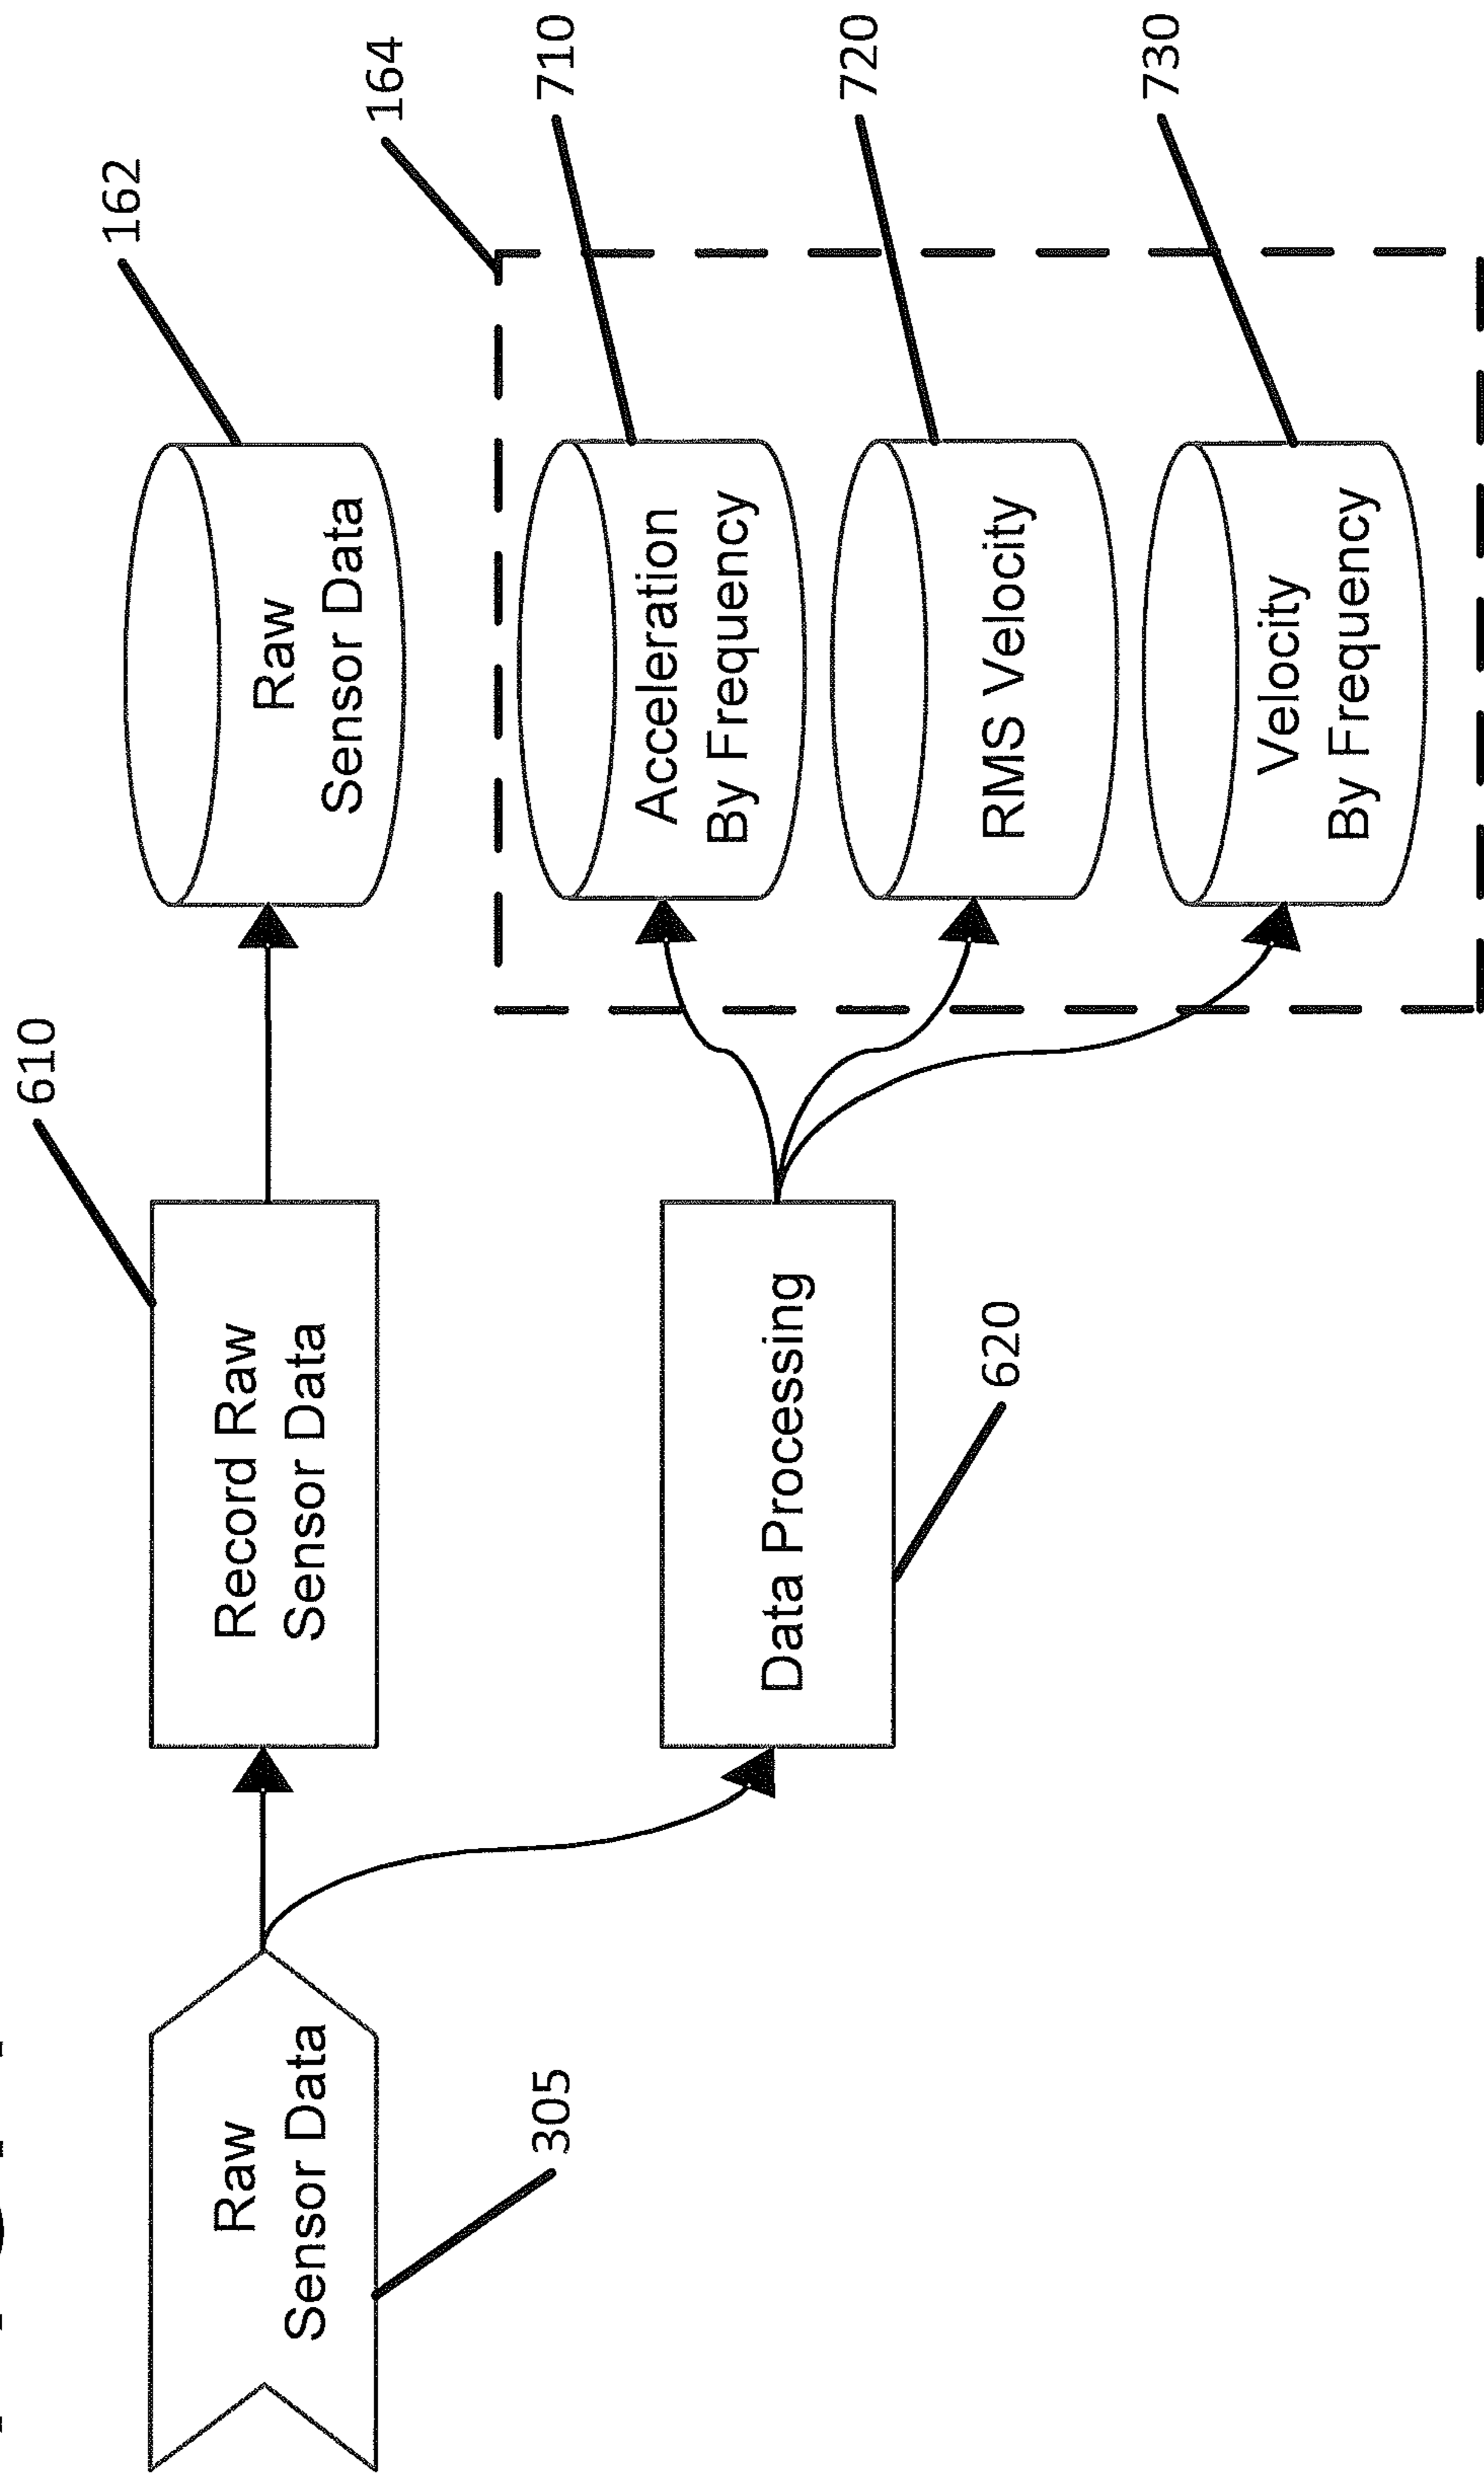 610
162
164
710
720
730
Raw
Sensor Data
Record Raw
Sensor Data
Raw
Sensor Data
305
Data Processing
620
Acceleration
By Frequency
RMS Velocity
Velocity
By Frequency